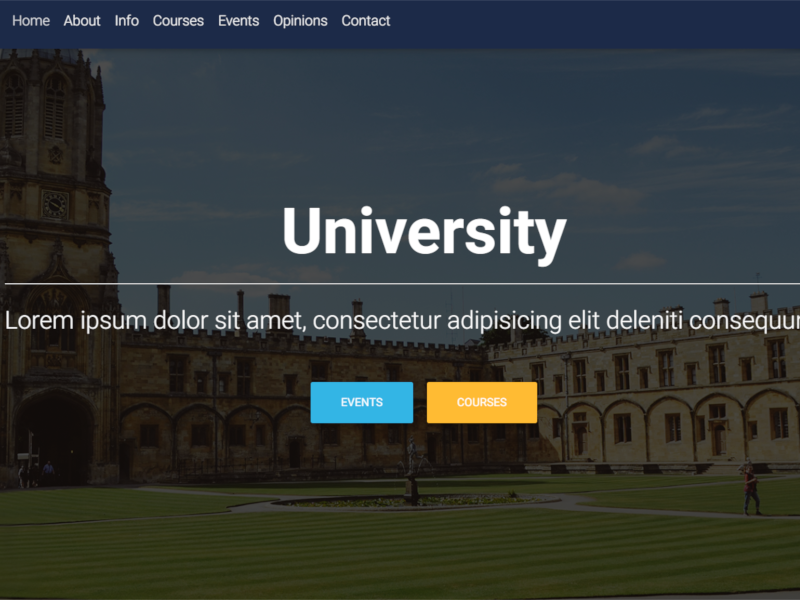 Home About Info Courses Events Opinions Contact
University
Lorem ipsum dolor sit amet, consectetur adipisicing elit deleniti
EVENTS COURSES